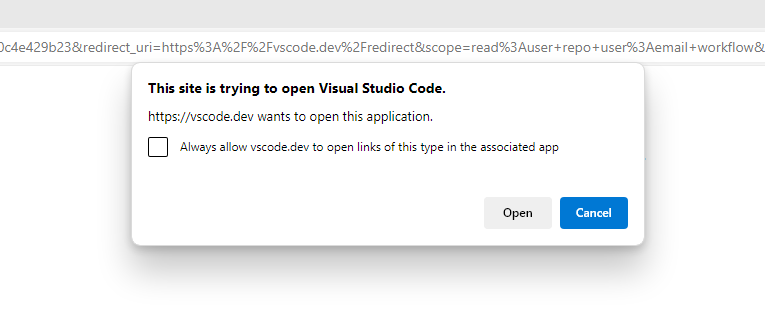 0c4e429b23&redirect_uri=https%3A%2F%2Fvscode.dev%2Fredirect&scope=read%3Auser+repo+user%3Aemail+workflow&
This site is trying to open Visual Studio Code.
https://vscode.dev wants to open this application.
Always allow vscode.dev to open links of this type in the associated app
Open
Cancel